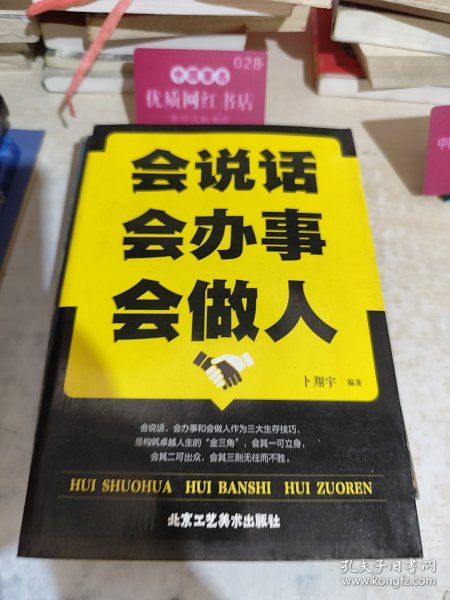 028-
中国著名
优质网红书店
会说话
会办事
会做人
卜翔宇 编著
会说话，会办事和会做人作为三大生存技巧，
是构筑卓越人生的“金三角”，会其一可立身，
会其二可出众，会其三则无往而不胜。
HUI SHUOHUA HUI BANSHI HUI ZUOREN
北京工艺美术出版社
中
孔夫子旧书网
www.kongfz.com